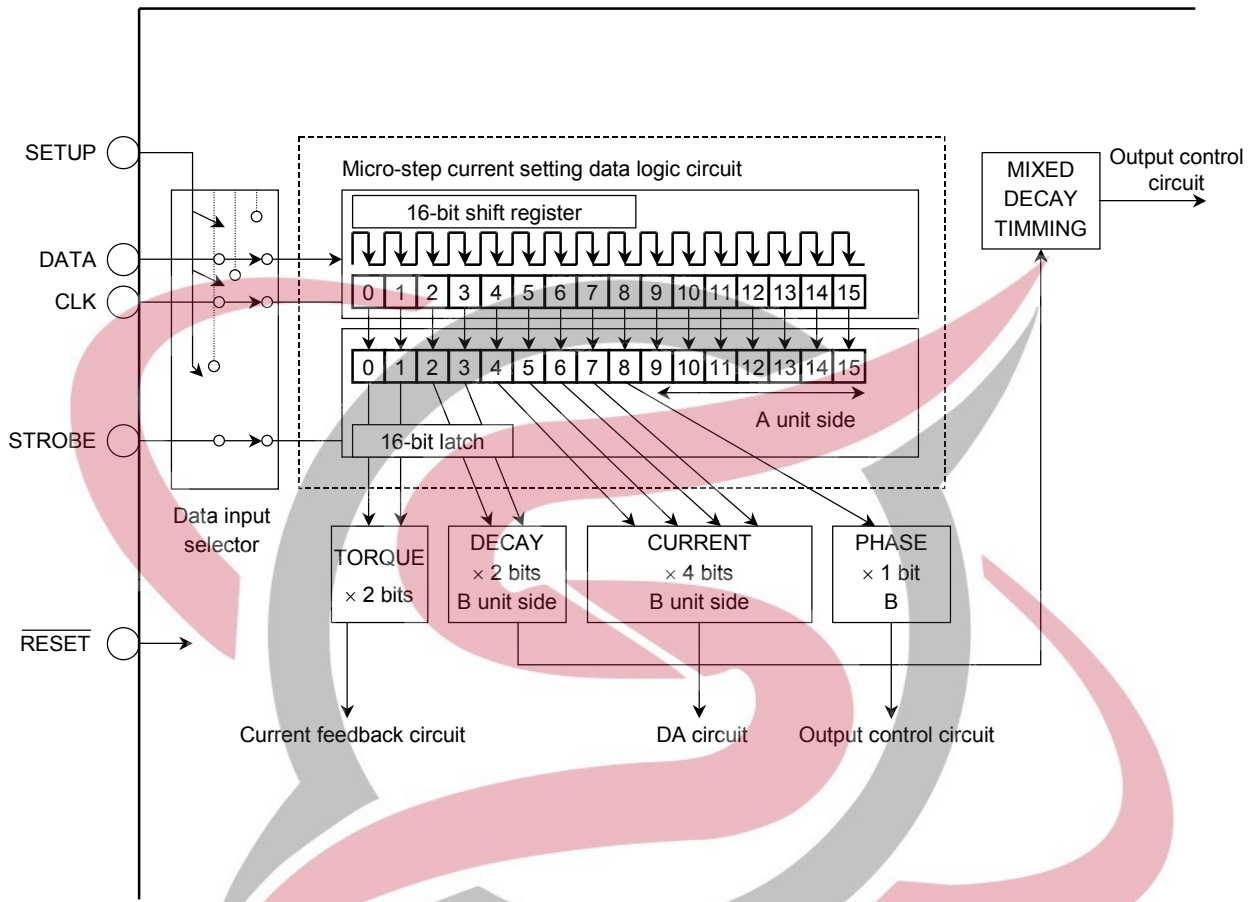 SETUP
DATA
CLK
STROBE
RESET
Data input
selector
Micro-step current setting data logic circuit
16-bit shift register
0 1 2 3 4 5 6 7 8 9 10 11 12 13 14 15
0 1 2 3 4 5 6 7 8 9 10 11 12 13 14 15
A unit side
16-bit latch
MIXED
DECAY
TIMMING
Output control
circuit
TORQUE
× 2 bits
DECAY
× 2 bits
B unit side
CURRENT
× 4 bits
B unit side
PHASE
× 1 bit
B
Current feedback circuit
DA circuit
Output control circuit